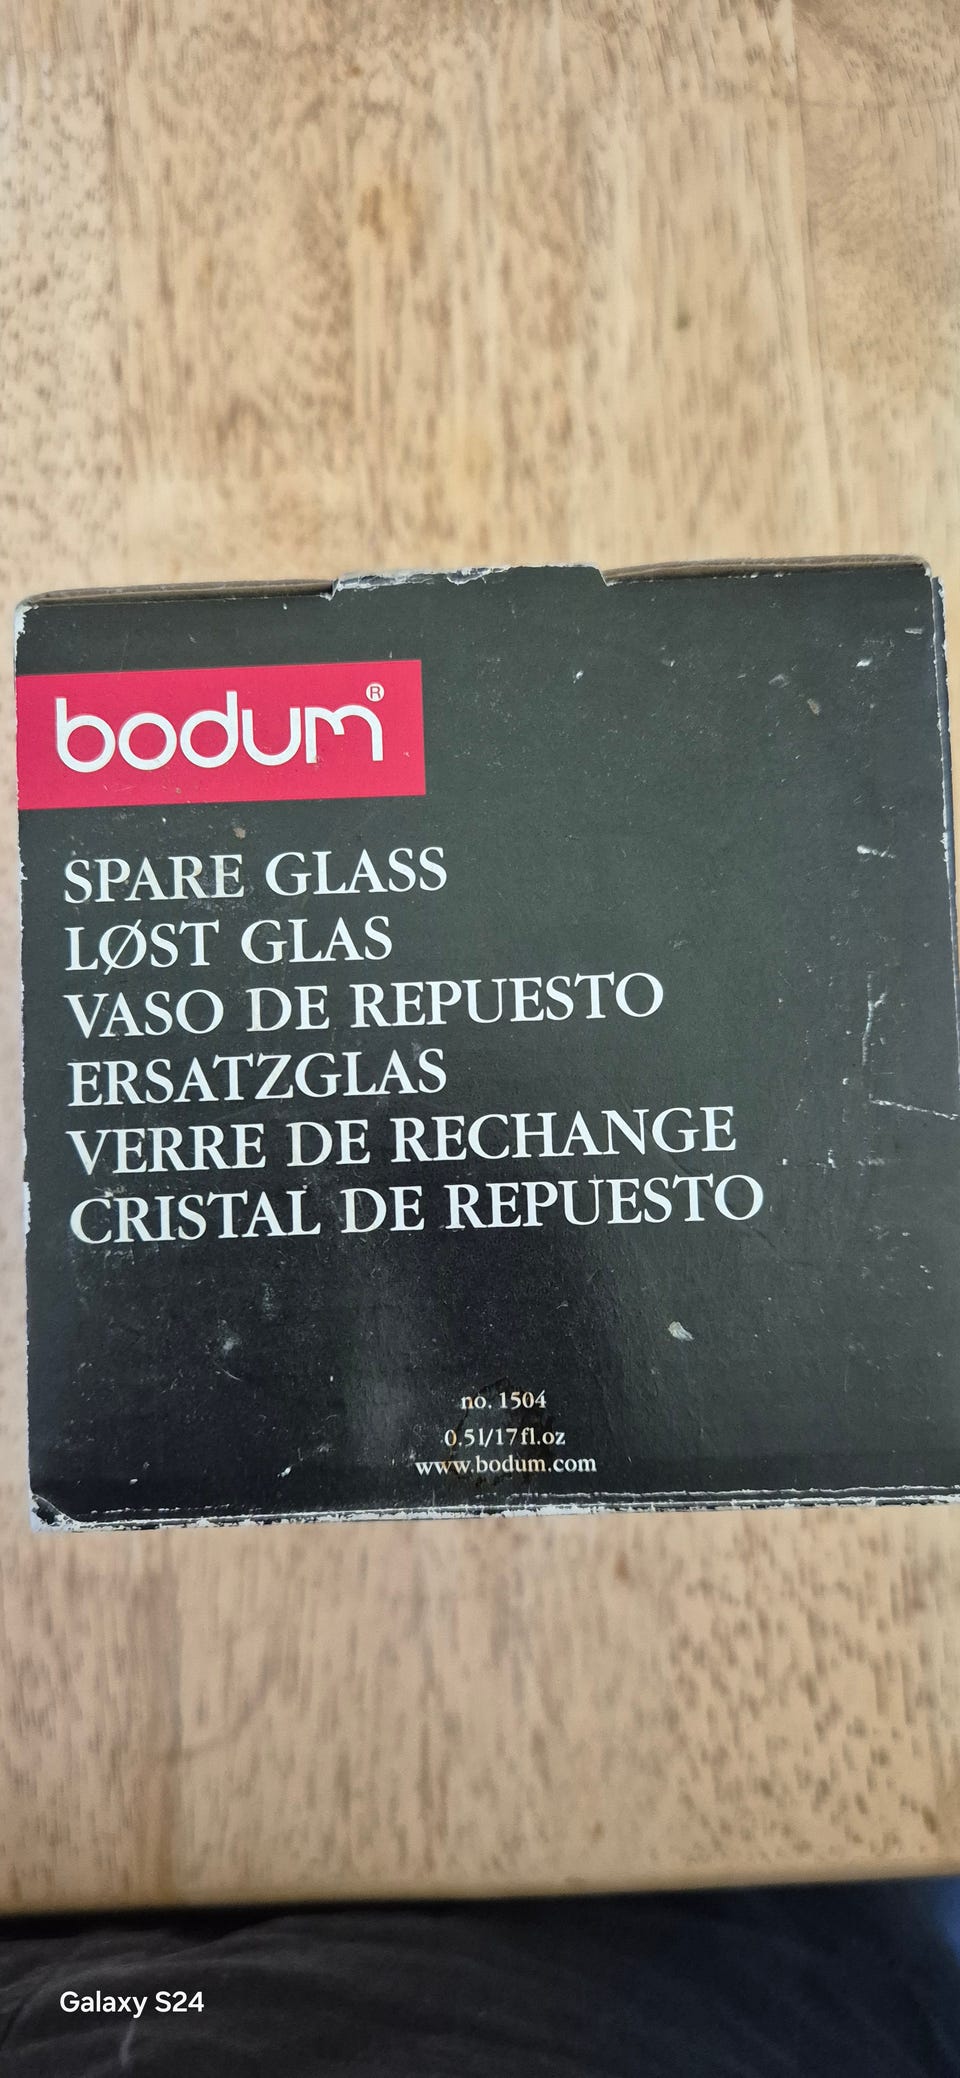 bodum®
SPARE GLASS
LØST GLAS
VASO DE REPUESTO
ERSATZGLAS
VERRE DE RECHANGE
CRISTAL DE REPUESTO
no. 1504
0.5l/17fl.oz
www.bodum.com
Galaxy S24